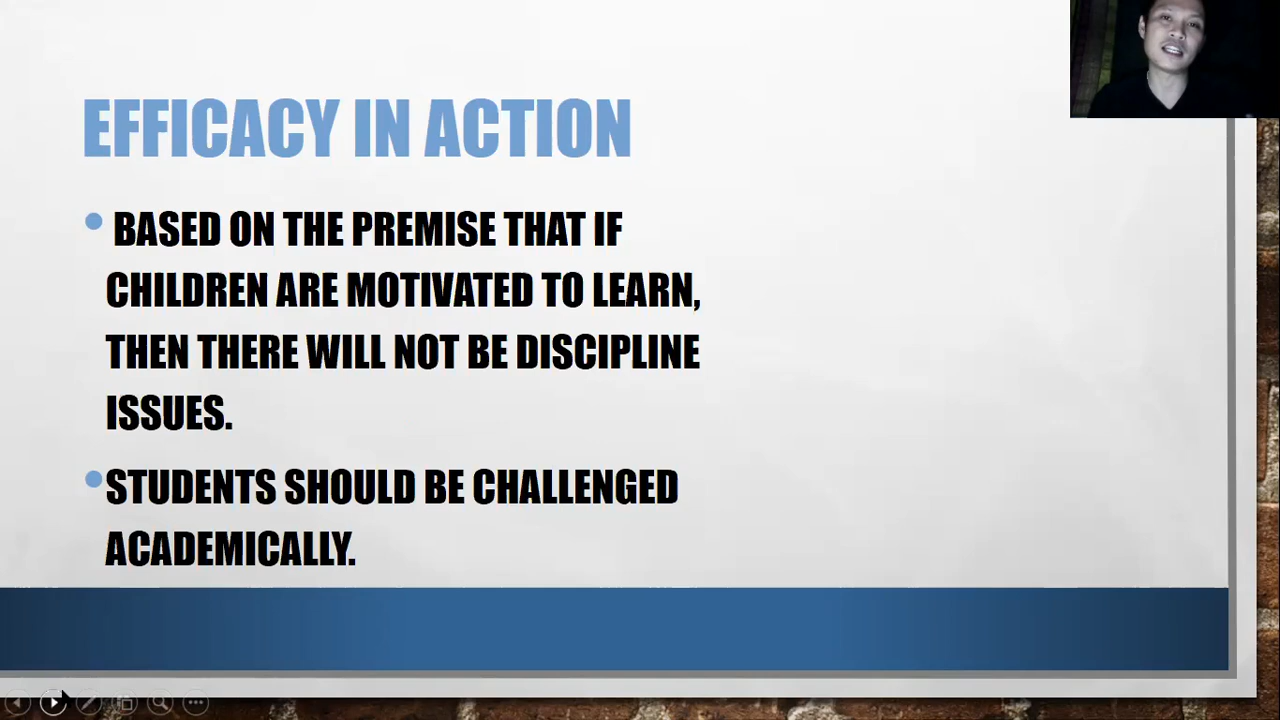 EFFICACY IN ACTION
• BASED ON THE PREMISE THAT IF
CHILDREN ARE MOTIVATED TO LEARN,
THEN THERE WILL NOT BE DISCIPLINE
ISSUES.
• STUDENTS SHOULD BE CHALLENGED
ACADEMICALLY.